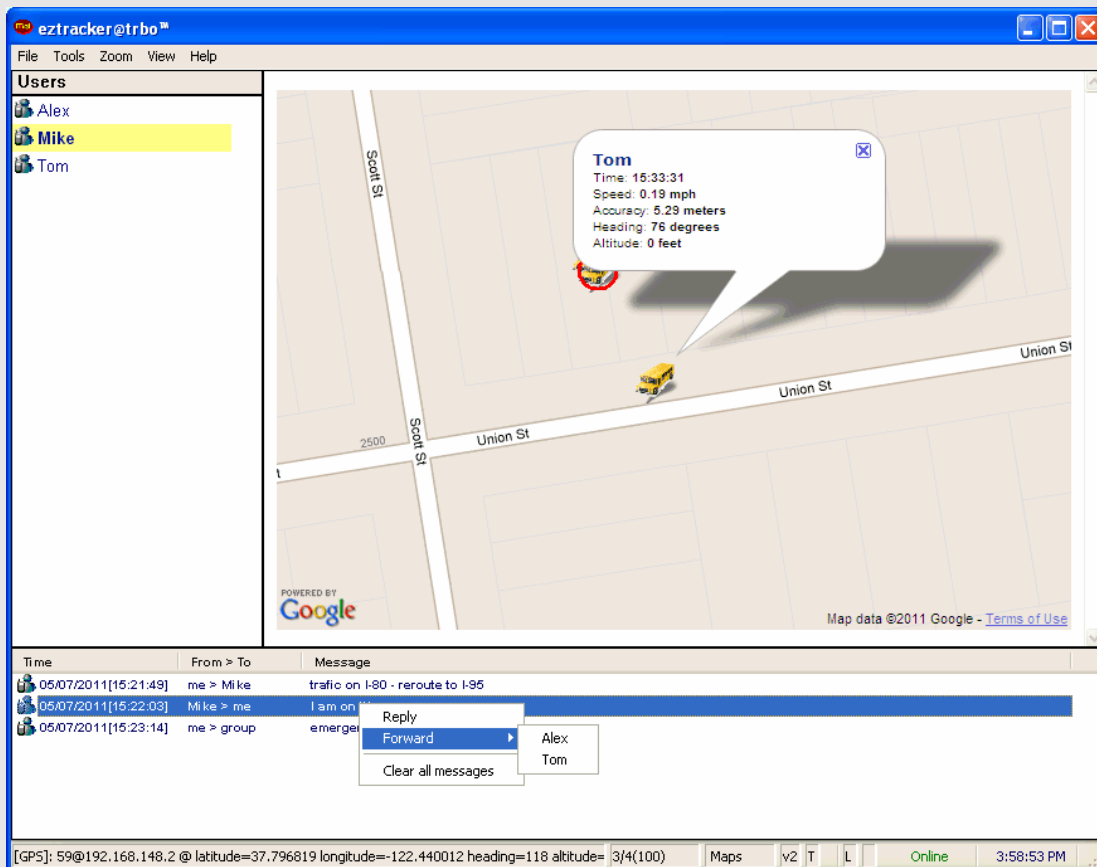 eztracker@trbo™
File Tools Zoom View Help
Users
Alex
Mike
Tom
Scott St
Tom
Time: 15:33:31
Speed: 0.19 mph
Accuracy: 5.29 meters
Heading: 76 degrees
Altitude: 0 feet
Union St
Union St
Union St
Scott St
2500
POWERED BY
Google
Map data ©2011 Google - Terms of Use
Time From > To Message
05/07/2011[15:21:49] me > Mike trafic on I-80 - reroute to I-95
05/07/2011[15:22:03] Mike > me I am on
05/07/2011[15:23:14] me > group
Reply
Forward
Clear all messages
Alex
Tom
[GPS]: 59@192.168.148.2 @ latitude=37.796819 longitude=-122.440012 heading=118 altitude= 3/4(100) Maps v2 T L Online 3:58:53 PM